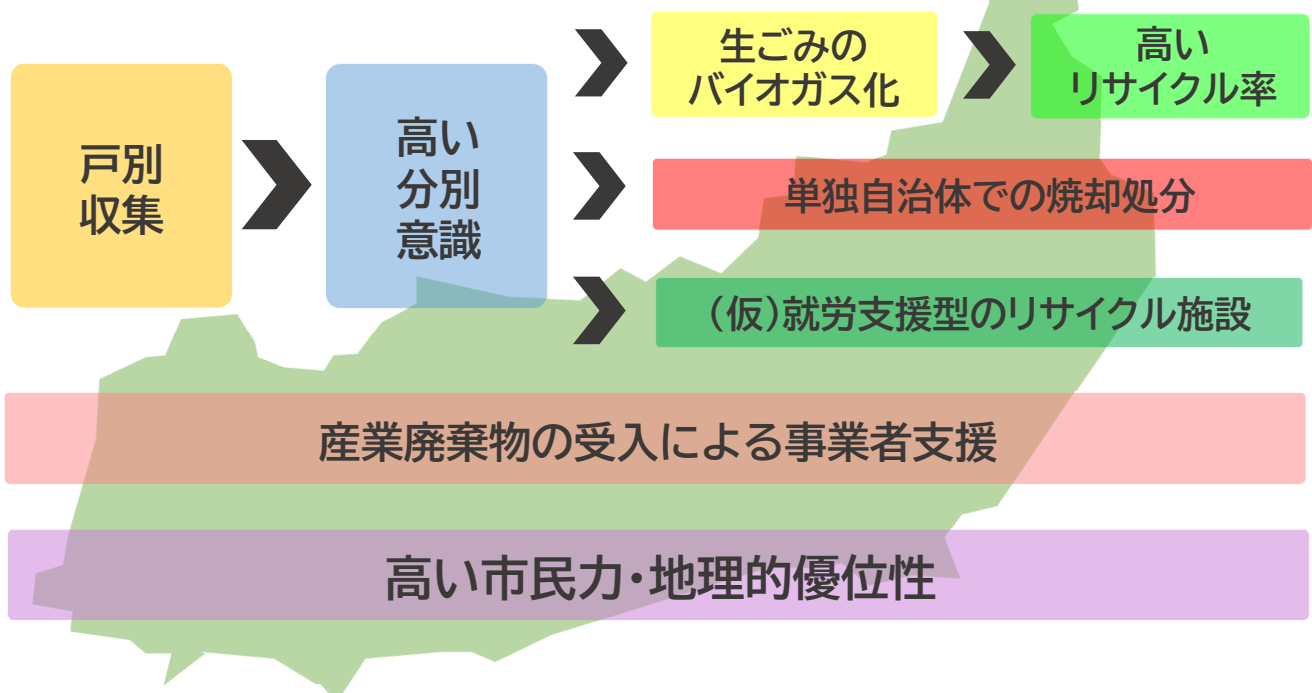 戸別
収集
高い
分別
意識
生ごみの
バイオガス化
高い
リサイクル率
単独自治体での焼却処分
（仮）就労支援型のリサイクル施設
産業廃棄物の受入による事業者支援
高い市民力・地理的優位性